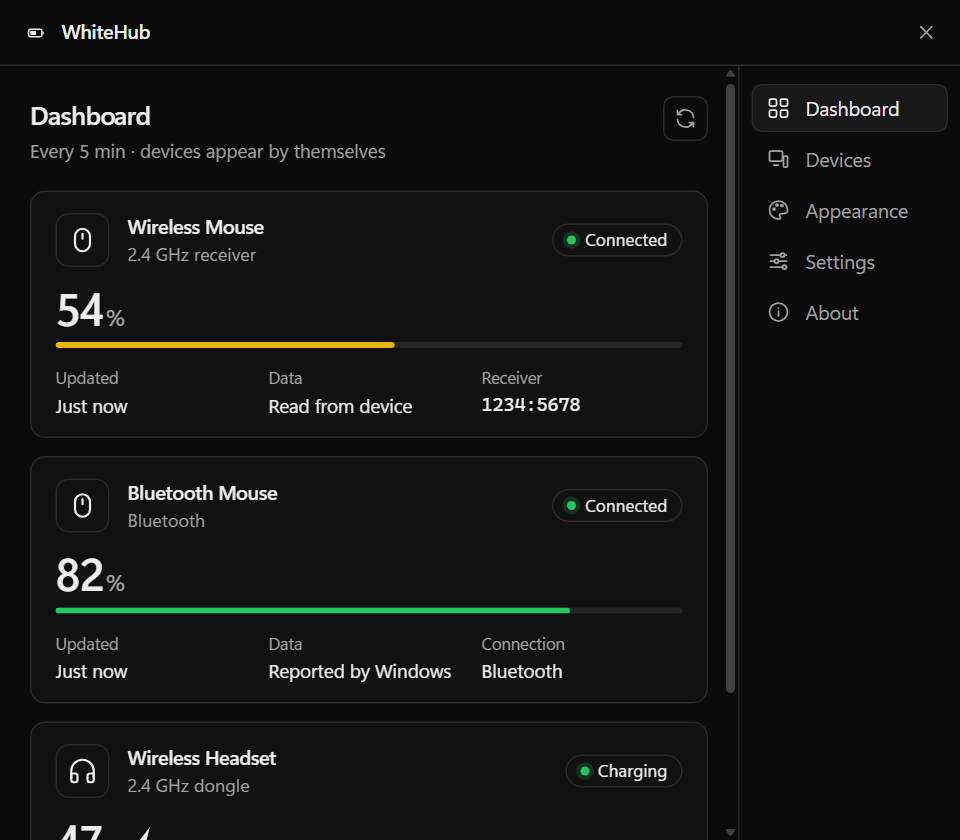 WhiteHub
Dashboard
Every 5 min · devices appear by themselves
Wireless Mouse
2.4 GHz receiver
Connected
54%
Updated
Just now
Data
Read from device
Receiver
1234:5678
Bluetooth Mouse
Bluetooth
Connected
82%
Updated
Just now
Data
Reported by Windows
Connection
Bluetooth
Wireless Headset
2.4 GHz dongle
Charging
47
Dashboard
Devices
Appearance
Settings
About